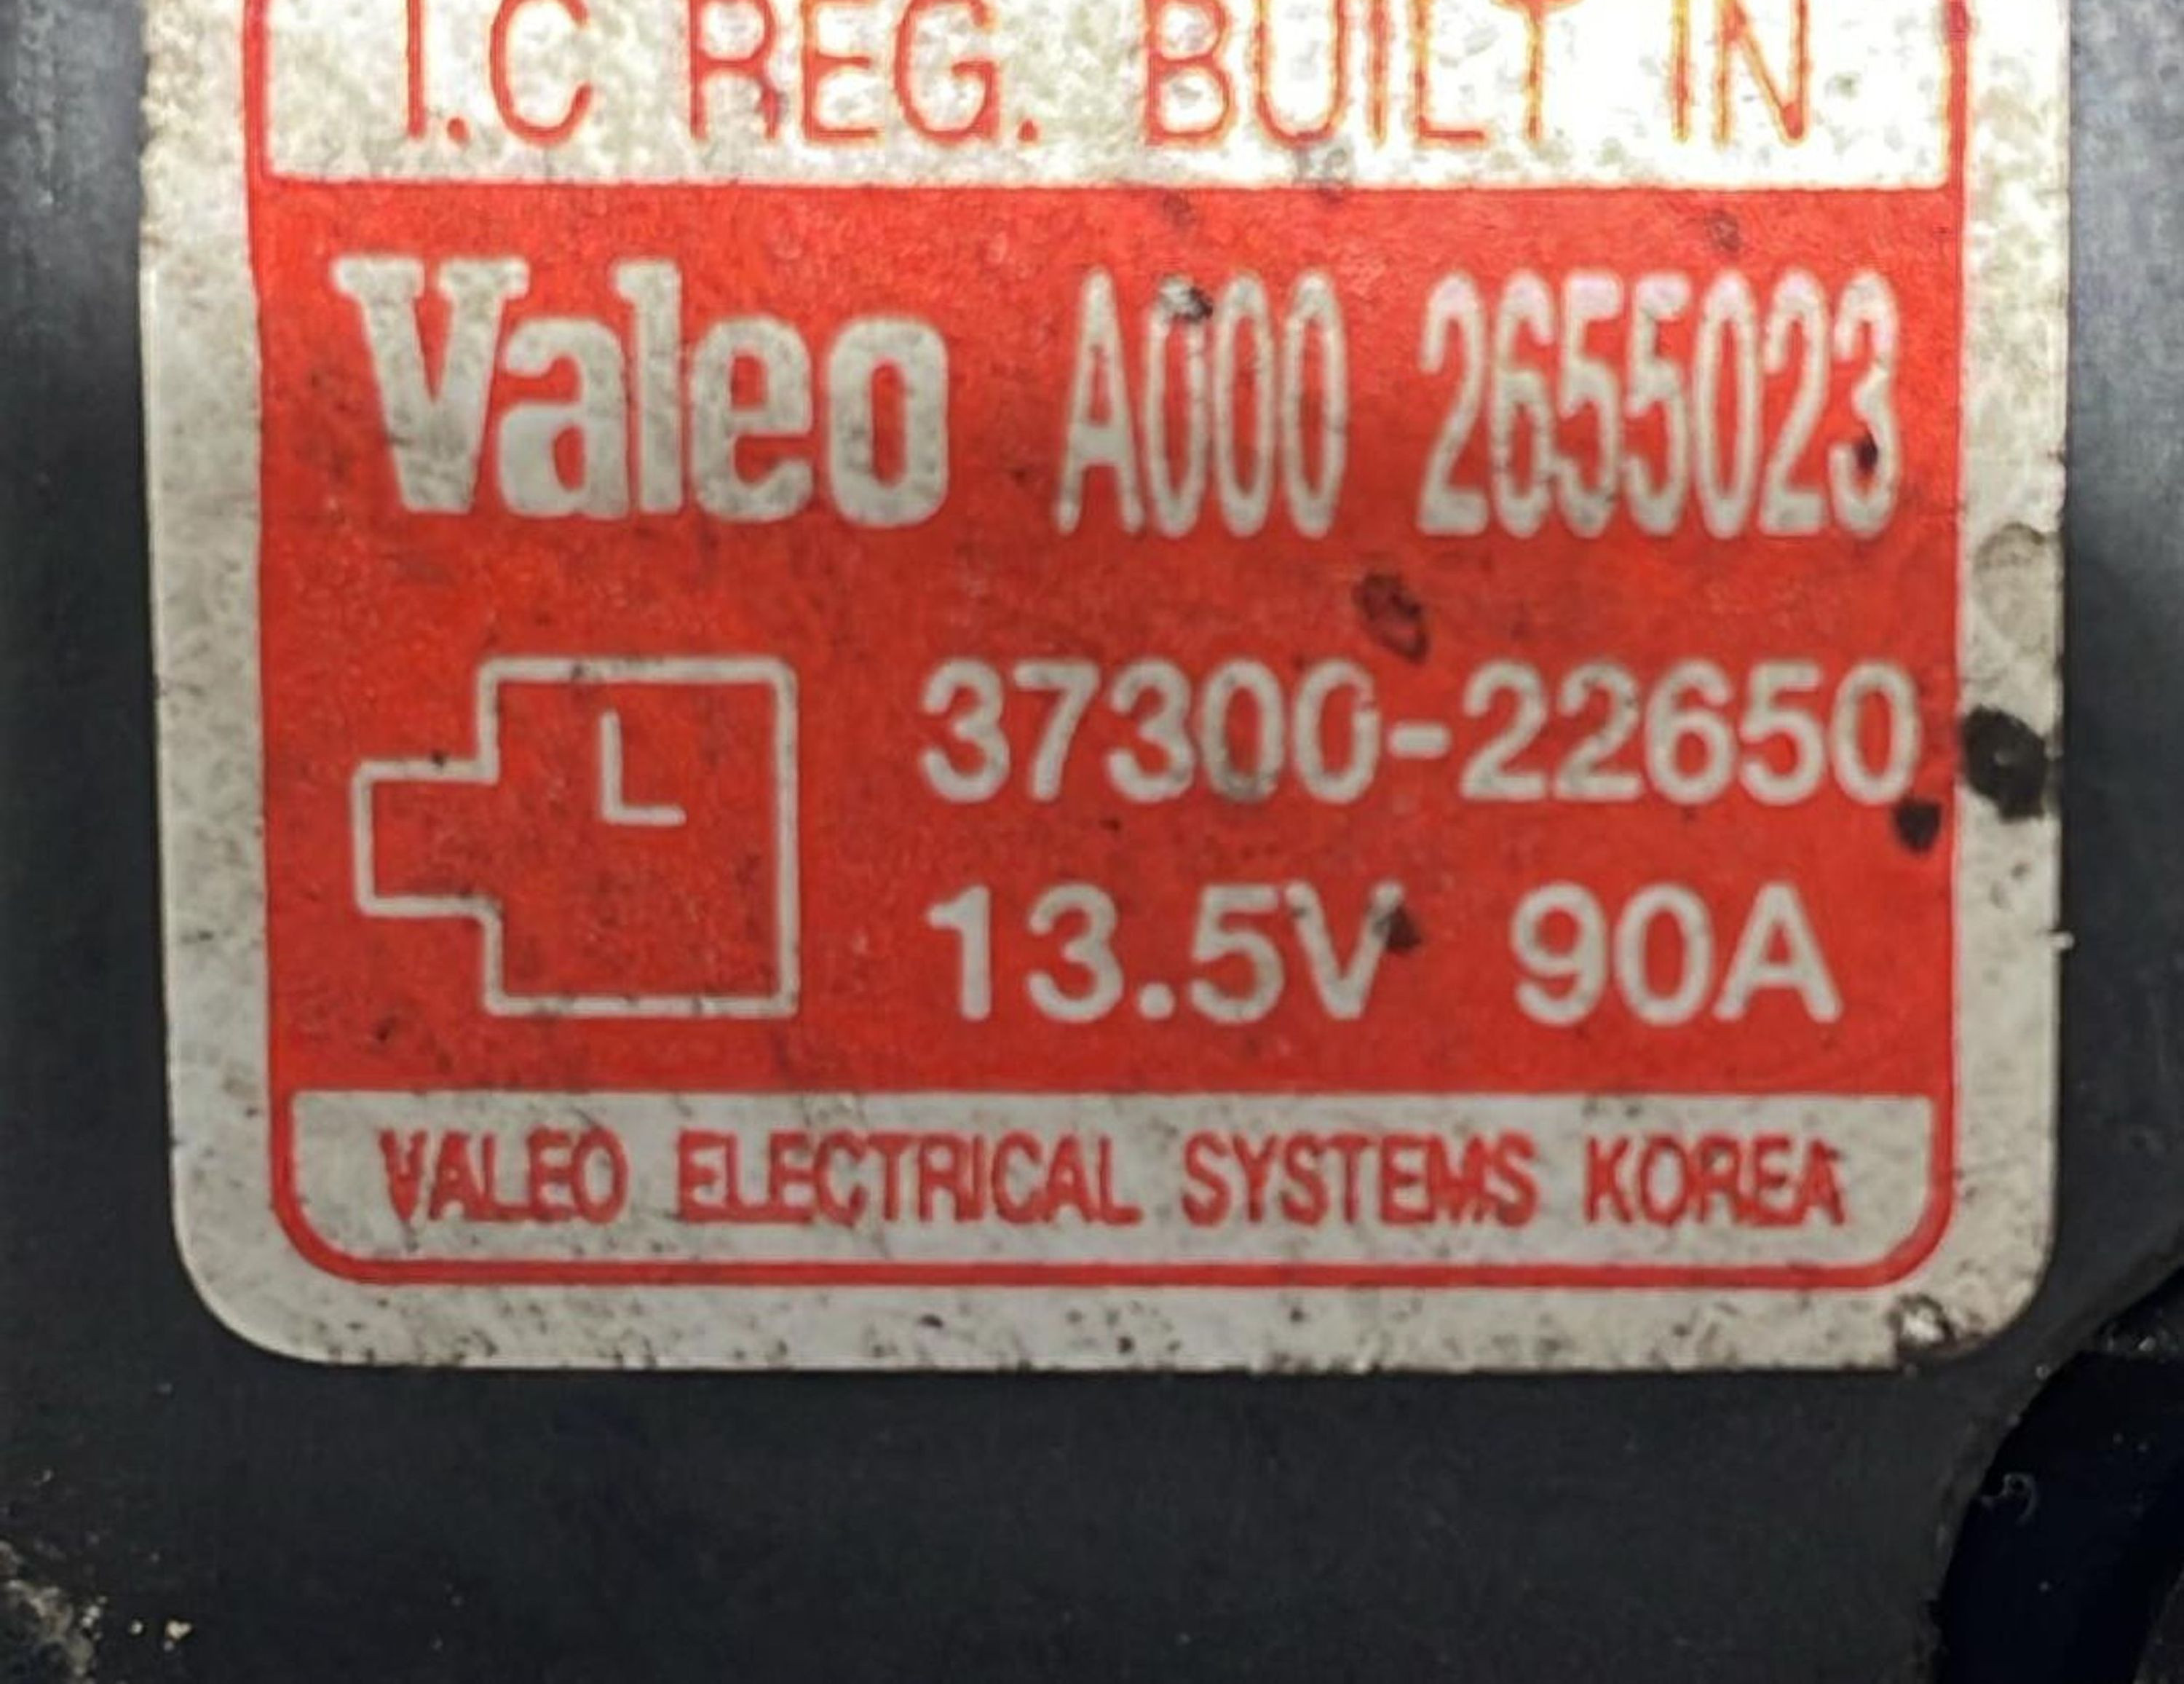 I.C REG. BUILT IN
Valeo A000 2655023
L
37300-22650
13.5V 90A
VALEO ELECTRICAL SYSTEMS KOREA